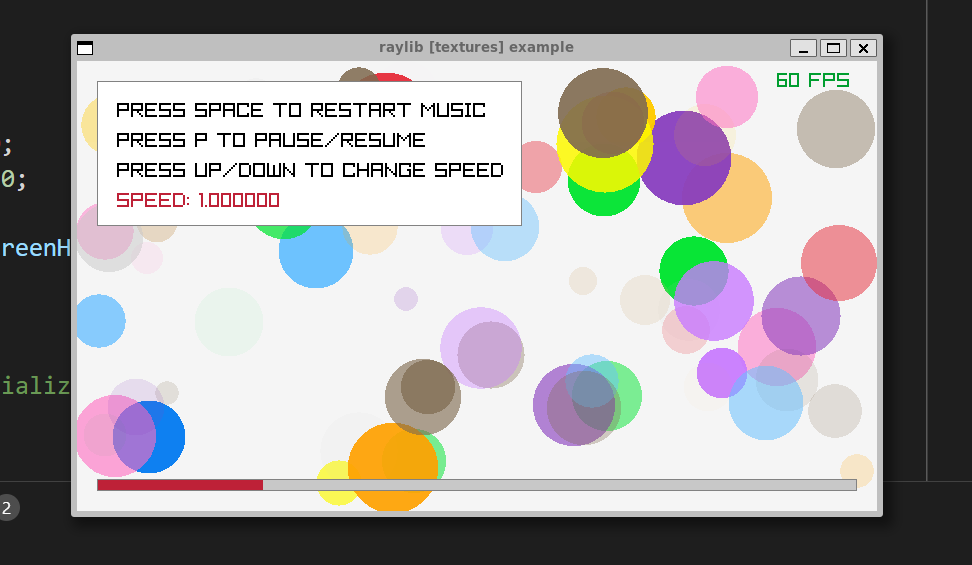 raylib [textures] example
60 FPS
PRESS SPACE TO RESTART MUSIC
PRESS P TO PAUSE/RESUME
PRESS UP/DOWN TO CHANGE SPEED
SPEED: 1.000000
;
0;
reenH
ializ
2